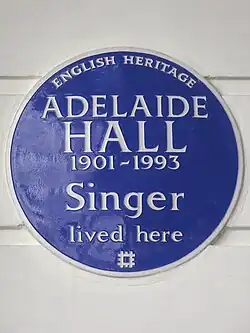 ENGLISH HERITAGE
ADELAIDE
HALL
1901-1993
Singer
lived here